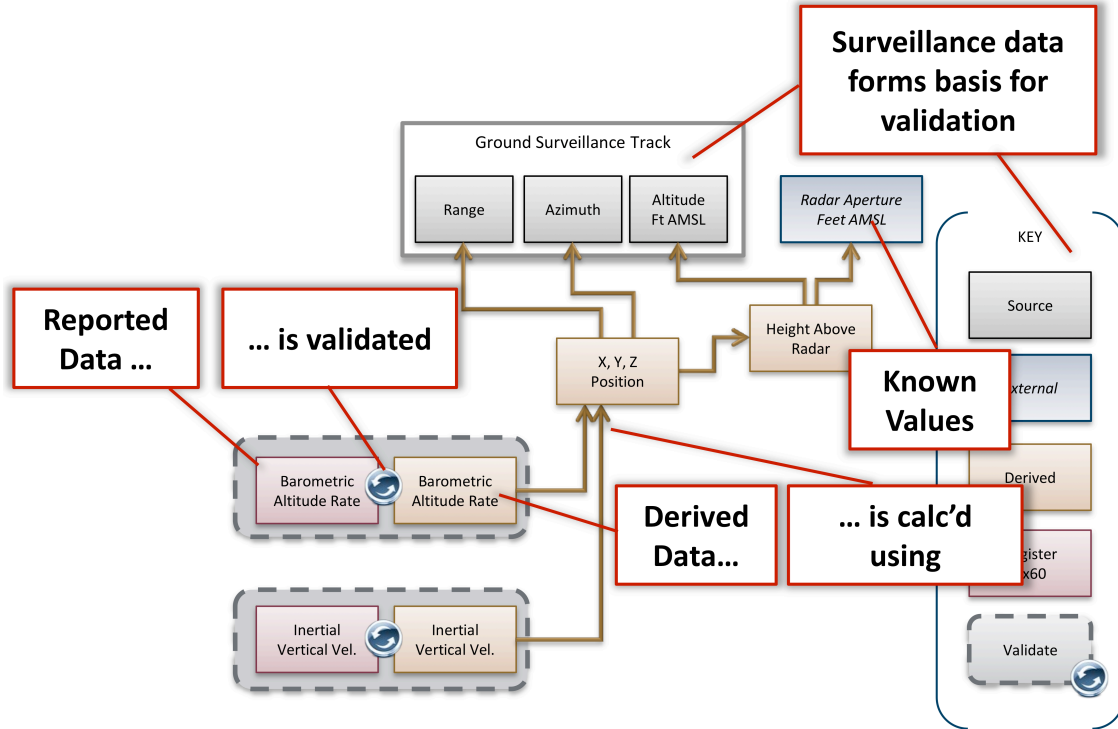 Surveillance data
forms basis for
validation
Ground Surveillance Track
Range
Azimuth
Altitude
Ft AMSL
Radar Aperture
Feet AMSL
KEY
Source
Reported
Data …
… is validated
X, Y, Z
Position
Height Above
Radar
Known
Values
xternal
Barometric
Altitude Rate
Barometric
Altitude Rate
Derived
Derived
Data…
… is calc’d
using
gister
x60
Inertial
Vertical Vel.
Inertial
Vertical Vel.
Validate